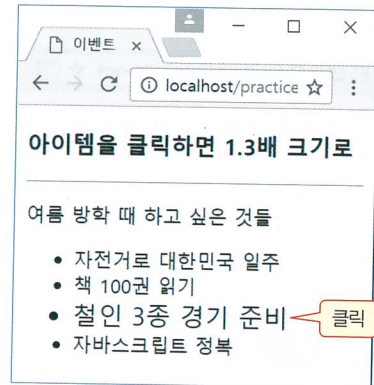 이벤트
localhost/practice
아이템을 클릭하면 1.3배 크기로
여름 방학 때 하고 싶은 것들
자전거로 대한민국 일주
책 100권 읽기
철인 3종 경기 준비
클릭
자바스크립트 정복